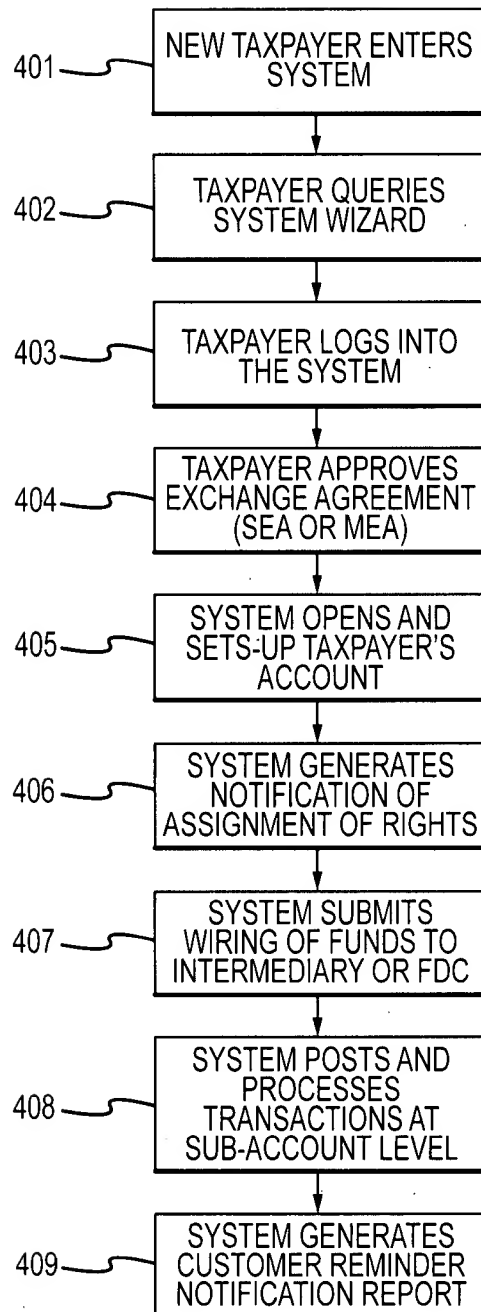 401
NEW TAXPAYER ENTERS
SYSTEM
402
TAXPAYER QUERIES
SYSTEM WIZARD
403
TAXPAYER LOGS INTO
THE SYSTEM
404
TAXPAYER APPROVES
EXCHANGE AGREEMENT
(SEA OR MEA)
405
SYSTEM OPENS AND
SETS-UP TAXPAYER'S
ACCOUNT
406
SYSTEM GENERATES
NOTIFICATION OF
ASSIGNMENT OF RIGHTS
407
SYSTEM SUBMITS
WIRING OF FUNDS TO
INTERMEDIARY OR FDC
408
SYSTEM POSTS AND
PROCESSES
TRANSACTIONS AT
SUB-ACCOUNT LEVEL
409
SYSTEM GENERATES
CUSTOMER REMINDER
NOTIFICATION REPORT